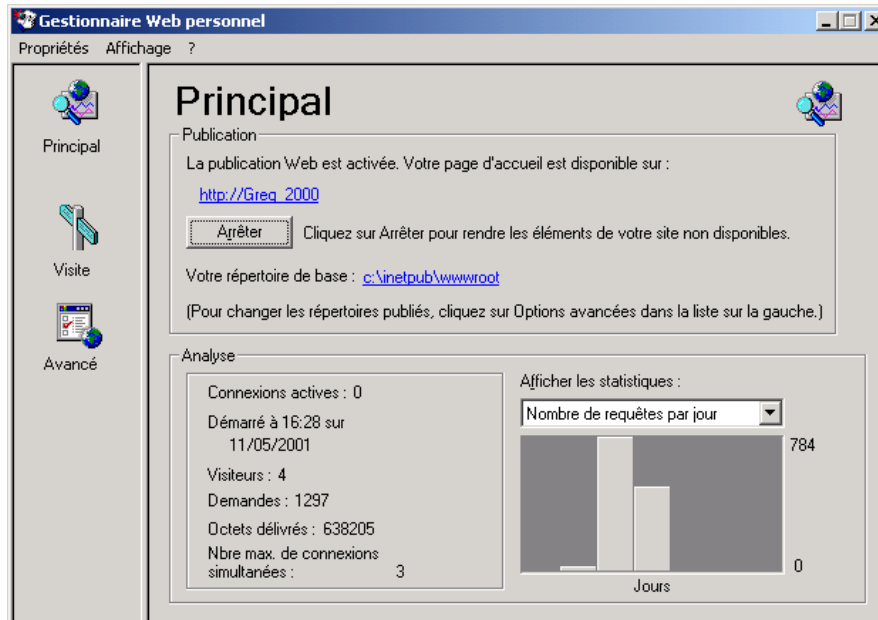 Gestionnaire Web personnel
Propriétés Affichage ?
Principal
Visite
Avancé
Principal
Publication
La publication Web est activée. Votre page d'accueil est disponible sur :
http://Greg_2000
Arrêter Cliquez sur Arrêter pour rendre les éléments de votre site non disponibles.
Votre répertoire de base : c:\inetpub\wwwroot
(Pour changer les répertoires publiés, cliquez sur Options avancées dans la liste sur la gauche.)
Analyse
Connexions actives : 0
Démarré à 16:28 sur
11/05/2001
Visiteurs : 4
Demandes : 1297
Octets délivrés : 638205
Nbre max. de connexions
simultanées : 3
Afficher les statistiques :
Nombre de requêtes par jour
784
0
Jours